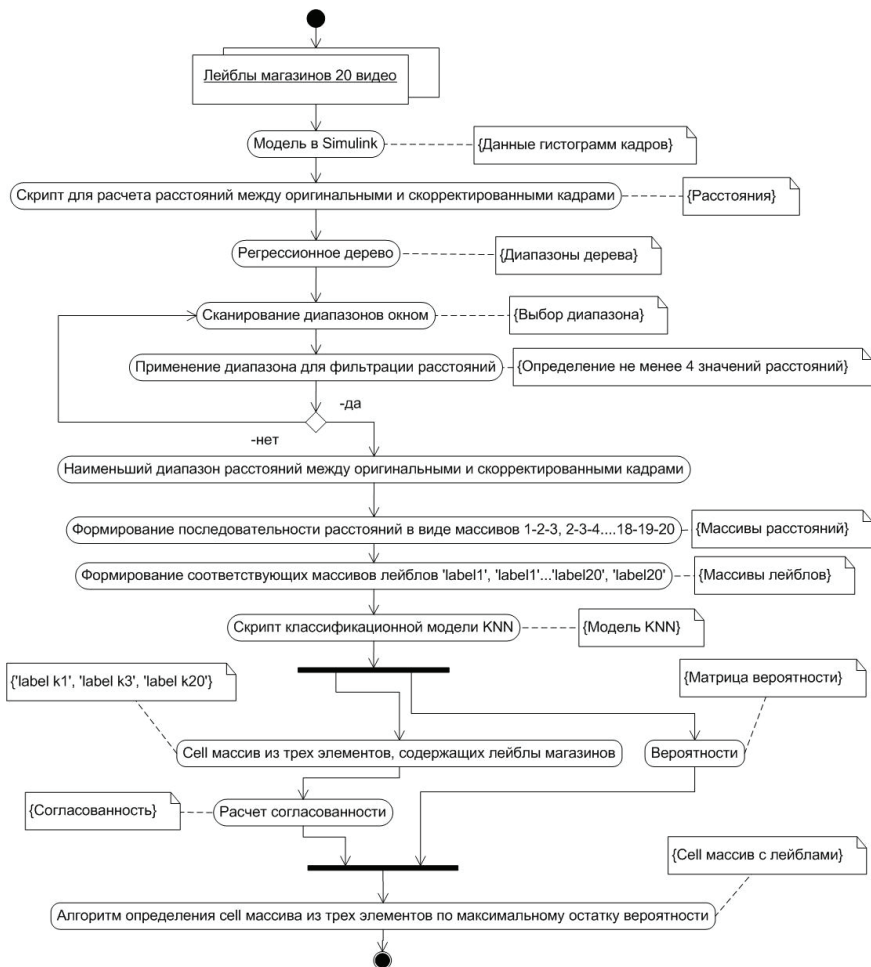 Лейблы магазинов 20 видео
Модель в Simulink
{Данные гистограмм кадров}
Скрипт для расчета расстояний между оригинальными и скорректированными кадрами
{Расстояния}
Регрессионное дерево
{Диапазоны дерева}
Сканирование диапазонов окном
{Выбор диапазона}
Применение диапазона для фильтрации расстояний
{Определение не менее 4 значений расстояний}
-да
-нет
Наименьший диапазон расстояний между оригинальными и скорректированными кадрами
Формирование последовательности расстояний в виде массивов 1-2-3, 2-3-4....18-19-20
{Массивы расстояний}
Формирование соответствующих массивов лейблов 'label1', 'label1'...'label20', 'label20'
{Массивы лейблов}
Скрипт классификационной модели KNN
{Модель KNN}
{'label k1', 'label k3', 'label k20'}
{Матрица вероятности}
Cell массив из трех элементов, содержащих лейблы магазинов
Вероятности
{Согласованность}
Расчет согласованности
{Cell массив с лейблами}
Алгоритм определения cell массива из трех элементов по максимальному остатку вероятности